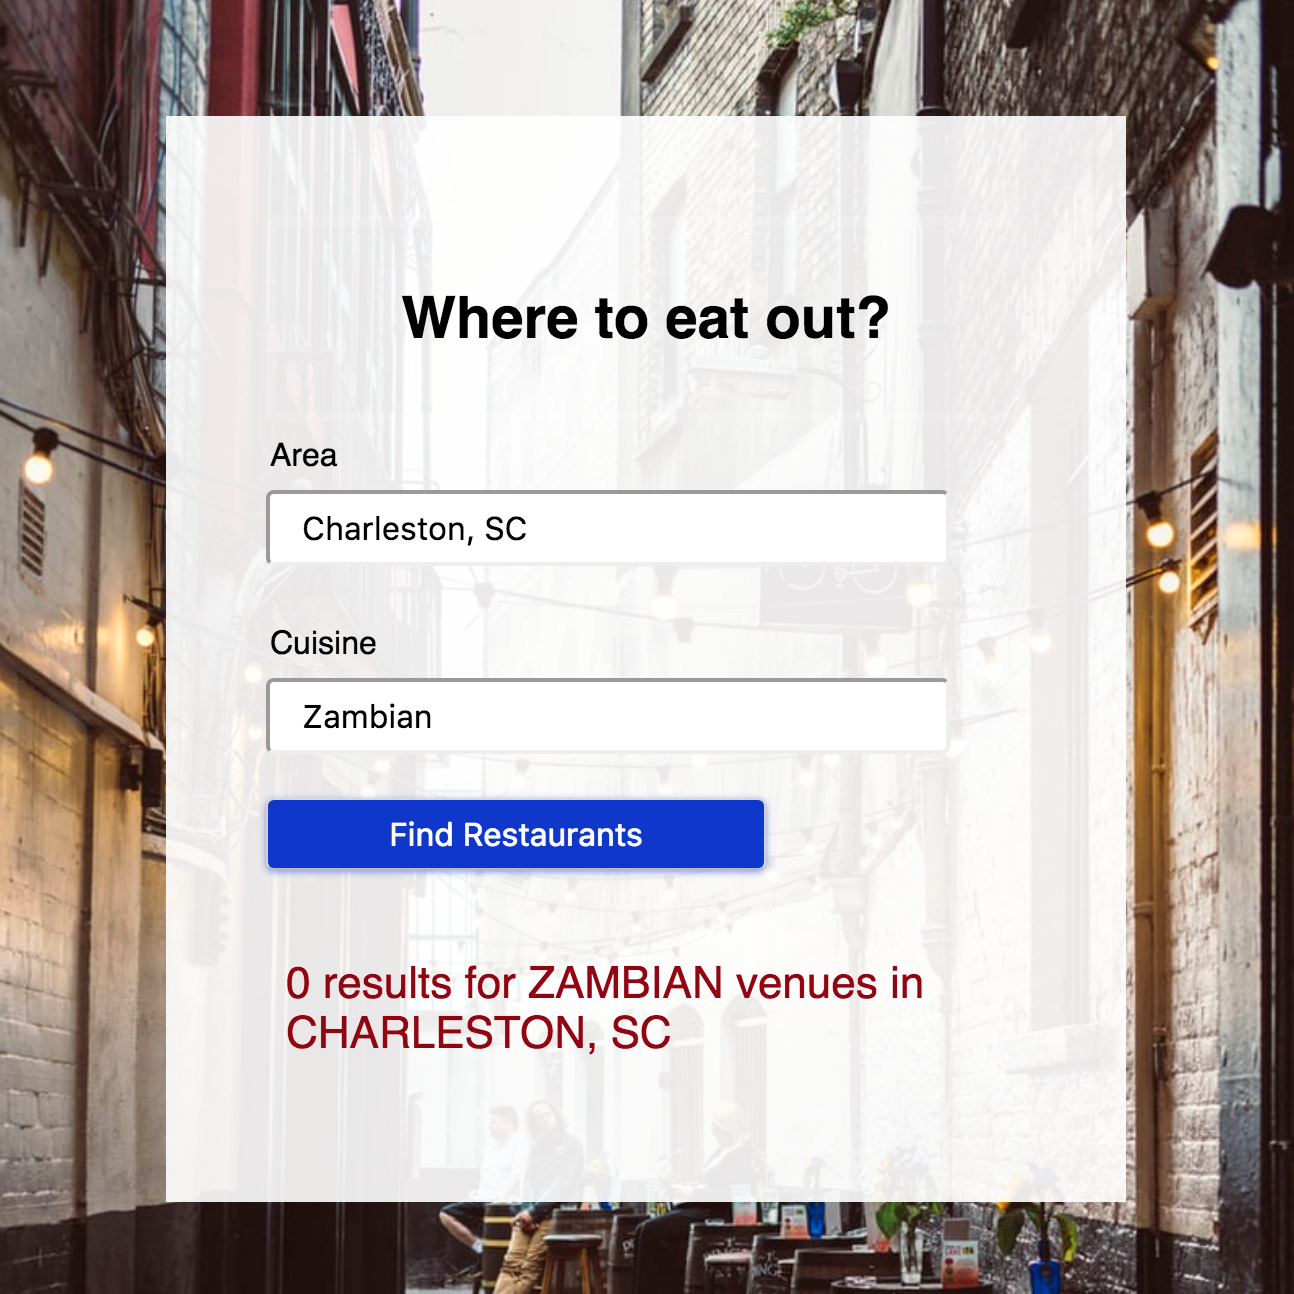 Where to eat out?
Area
Charleston, SC
Cuisine
Zambian
Find Restaurants
0 results for ZAMBIAN venues in
CHARLESTON, SC